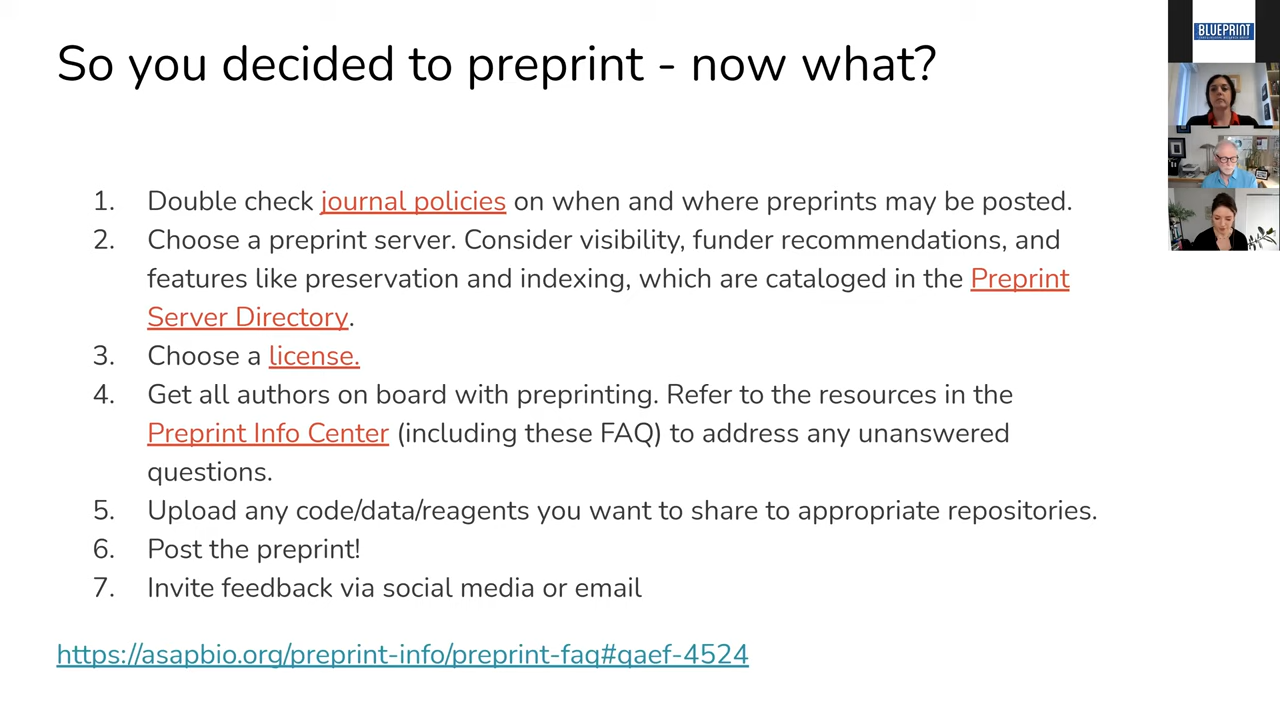 So you decided to preprint - now what?
BLUEPRINT
1. Double check journal policies on when and where preprints may be posted.
2. Choose a preprint server. Consider visibility, funder recommendations, and
features like preservation and indexing, which are cataloged in the Preprint
Server Directory.
3. Choose a license.
4. Get all authors on board with preprinting. Refer to the resources in the
Preprint Info Center (including these FAQ) to address any unanswered
questions.
5. Upload any code/data/reagents you want to share to appropriate repositories.
6. Post the preprint!
7. Invite feedback via social media or email
https://asapbio.org/preprint-info/preprint-faq#qaef-4524